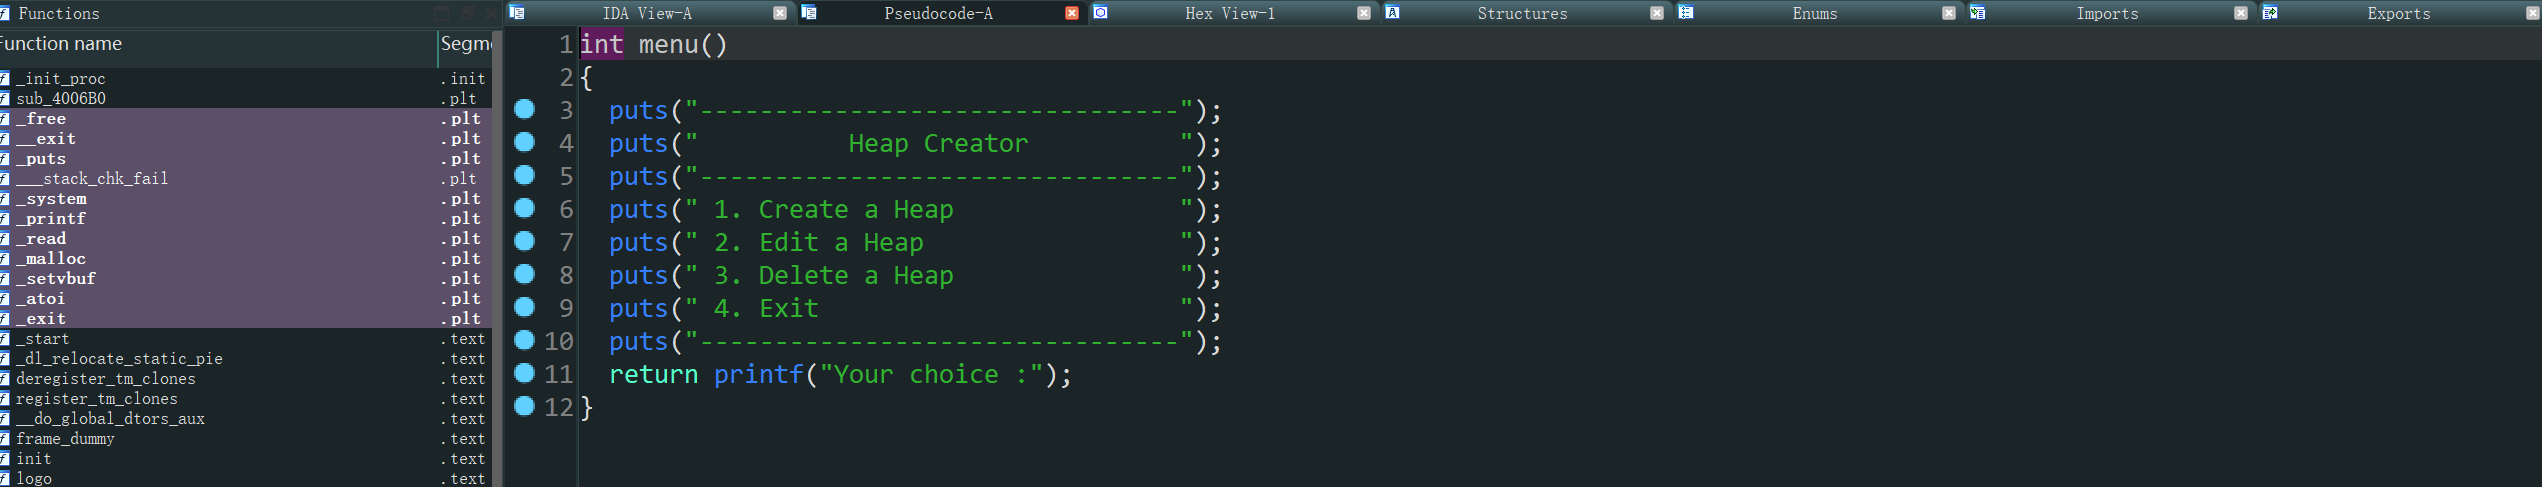 Functions
Function name Segme
_init_proc .init
sub_4006B0 .plt
_free .plt
__exit .plt
_puts .plt
___stack_chk_fail .plt
_system .plt
_printf .plt
_read .plt
_malloc .plt
_setvbuf .plt
_atoi .plt
_exit .plt
_start .text
_dl_relocate_static_pie .text
deregister_tm_clones .text
register_tm_clones .text
__do_global_dtors_aux .text
frame_dummy .text
init .text
logo .text
IDA View-A Pseudocode-A Hex View-1 Structures Enums Imports Exports
1 int menu()
2 {
3   puts("--------------------------------");
4   puts("          Heap Creator          ");
5   puts("--------------------------------");
6   puts(" 1. Create a Heap               ");
7   puts(" 2. Edit a Heap                 ");
8   puts(" 3. Delete a Heap               ");
9   puts(" 4. Exit                        ");
10   puts("--------------------------------");
11   return printf("Your choice :");
12 }